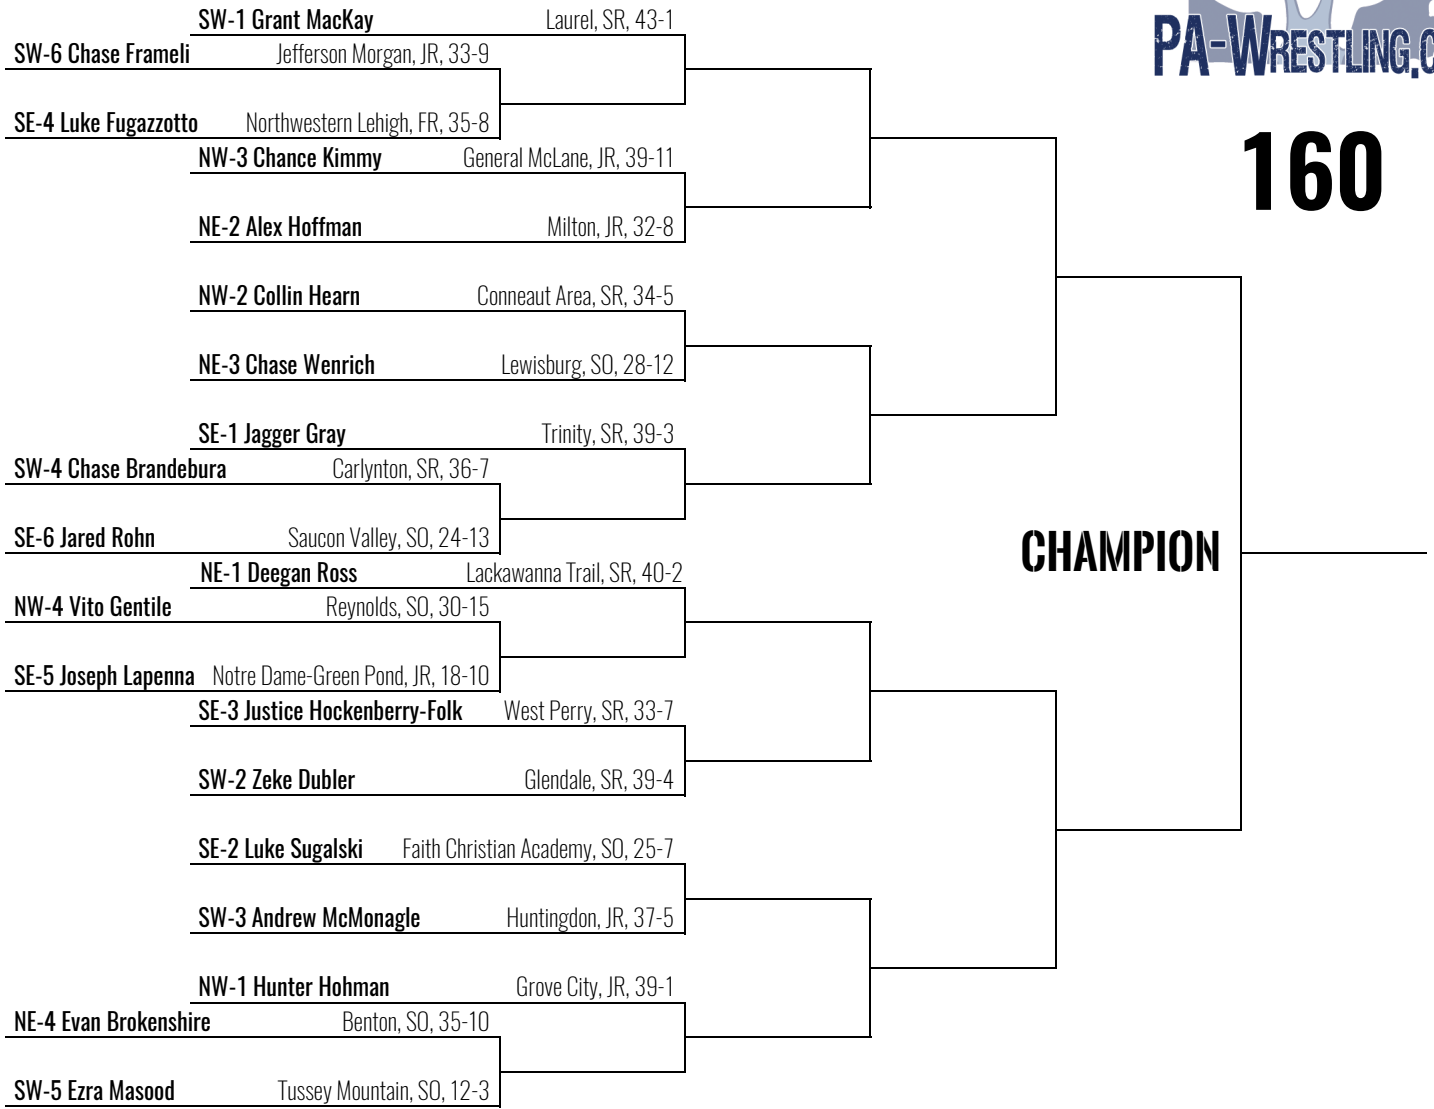 SW-1 Grant MacKay Laurel, SR, 43-1
SW-6 Chase Frameli Jefferson Morgan, JR, 33-9
SE-4 Luke Fugazzotto Northwestern Lehigh, FR, 35-8
NW-3 Chance Kimmy General McLane, JR, 39-11
NE-2 Alex Hoffman Milton, JR, 32-8
NW-2 Collin Hearn Conneaut Area, SR, 34-5
NE-3 Chase Wenrich Lewisburg, SO, 28-12
SE-1 Jagger Gray Trinity, SR, 39-3
SW-4 Chase Brandebura Carlynton, SR, 36-7
SE-6 Jared Rohn Saucon Valley, SO, 24-13
NE-1 Deegan Ross Lackawanna Trail, SR, 40-2
NW-4 Vito Gentile Reynolds, SO, 30-15
SE-5 Joseph Lapenna Notre Dame-Green Pond, JR, 18-10
SE-3 Justice Hockenberry-Folk West Perry, SR, 33-7
SW-2 Zeke Dubler Glendale, SR, 39-4
SE-2 Luke Sugalski Faith Christian Academy, SO, 25-7
SW-3 Andrew McMonagle Huntingdon, JR, 37-5
NW-1 Hunter Hohman Grove City, JR, 39-1
NE-4 Evan Brokenshire Benton, SO, 35-10
SW-5 Ezra Masood Tussey Mountain, SO, 12-3
PA-WRESTLING.C
160
CHAMPION